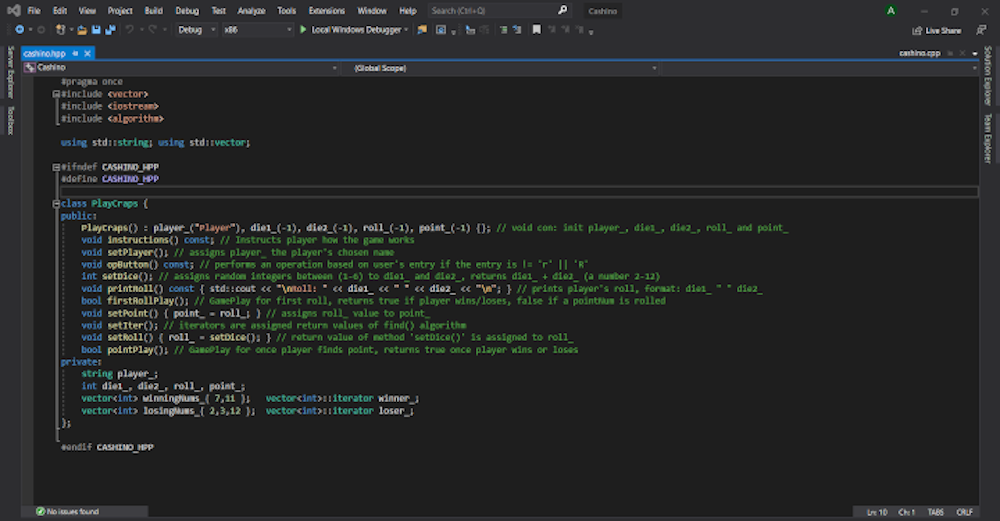 File Edit View Project Build Debug Test Analyze Tools Extensions Window Help Search (Ctrl+Q) Cashino A
Debug x86 Local Windows Debugger Live Share
cashino.hpp cashino.cpp
Cashino (Global Scope)
Server Explorer
Toolbox
Solution Explorer
Team Explorer
#pragma once
#include <vector>
#include <iostream>
#include <algorithm>
using std::string; using std::vector;
#ifndef CASHINO_HPP
#define CASHINO_HPP
class PlayCraps {
public:
PlayCraps() : player_("Player"), die1_(-1), die2_(-1), roll_(-1), point_(-1) {}; // void con: init player_, die1_, die2_, roll_ and point_
void instructions() const; // Instructs player how the game works
void setPlayer(); // assigns player_ the player's chosen name
void opButton() const; // performs an operation based on user's entry if the entry is != 'r' || 'R'
int setDice(); // assigns random integers between (1-6) to die1_ and die2_, returns die1_ + die2_ (a number 2-12)
void printRoll() const { std::cout << "\nRoll: " << die1_ << " " << die2_ << "\n"; } // prints player's roll, format: die1_ " " die2_
bool firstRollPlay(); // GamePlay for first roll, returns true if player wins/loses, false if a pointNum is rolled
void setPoint() { point_ = roll_; } // assigns roll_ value to point_
void setIter(); // iterators are assigned return values of find() algorithm
void setRoll() { roll_ = setDice(); } // return value of method 'setDice()' is assigned to roll_
bool pointPlay(); // GamePlay for once player finds point, returns true once player wins or loses
private:
string player_;
int die1_, die2_, roll_, point_;
vector<int> winningNums_{ 7,11 }; vector<int>::iterator winner_;
vector<int> losingNums_{ 2,3,12 }; vector<int>::iterator loser_;
};
#endif CASHINO_HPP
No issues found Ln: 10 Ch: 1 TABS CRLF